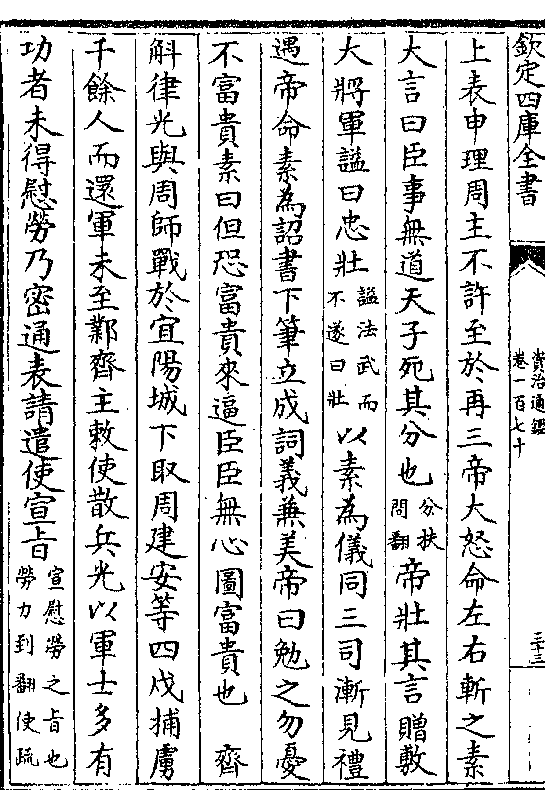 欽定四庫全書
資治通鑑
卷一百七十
三十三
上表申理周主不許至於再三帝大怒命左右斬之素
大言曰臣事無道天子死其分也分扶問翻帝壯其言贈敷
大將軍諡曰忠壯諡法武而不遂曰壯以素為儀同三司漸見禮
遇帝命素為詔書下筆立成詞義兼美帝曰勉之勿憂
不富貴素曰但恐富貴來逼臣臣無心圖富貴也 齊
斛律光與周師戰於宜陽城下取周建安等四戍捕虜
千餘人而還軍未至鄴齊主敕使散兵光以軍士多有
功者未得慰勞乃密通表請遣使宣旨宣慰勞之旨也勞力到翻使疏